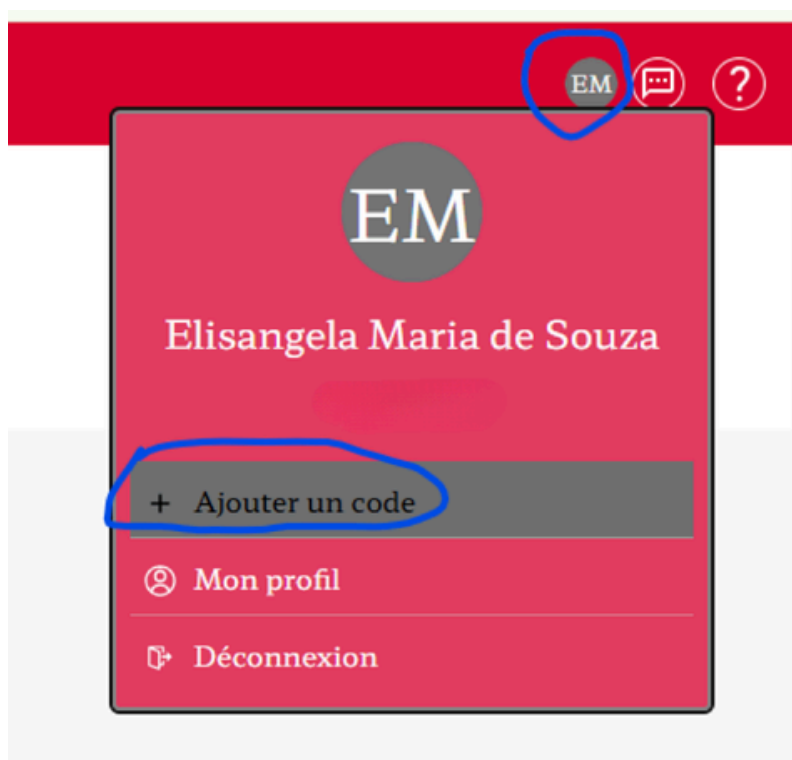 EM
?
EM
Elisangela Maria de Souza
+ Ajouter un code
Mon profil
Déconnexion